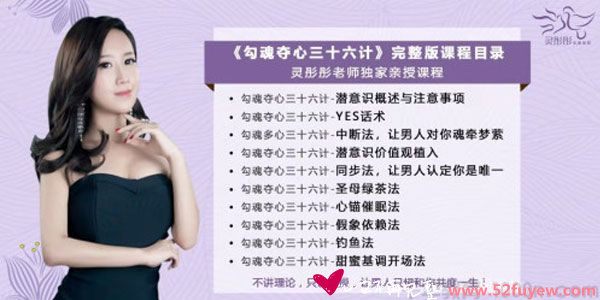 《勾魂夺心三十六计》完整版课程目录
灵彤彤老师独家亲授课程
灵彤彤
• 勾魂夺心三十六计-潜意识概述与注意事项
• 勾魂夺心三十六计-YES话术
• 勾魂多心三十六计-中断法，让男人对你魂牵梦萦
• 勾魂夺心三十六计-潜意识价值观植入
• 勾魂夺心三十六计-同步法，让男人认定你是唯一
• 勾魂夺心三十六计-圣母绿茶法
• 勾魂夺心三十六计-心锚催眠法
• 勾魂夺心三十六计-假象依赖法
• 勾魂夺心三十六计-钓鱼法
• 勾魂夺心三十六计-甜蜜基调开场法
不讲理论，只
www.52fuyew.com